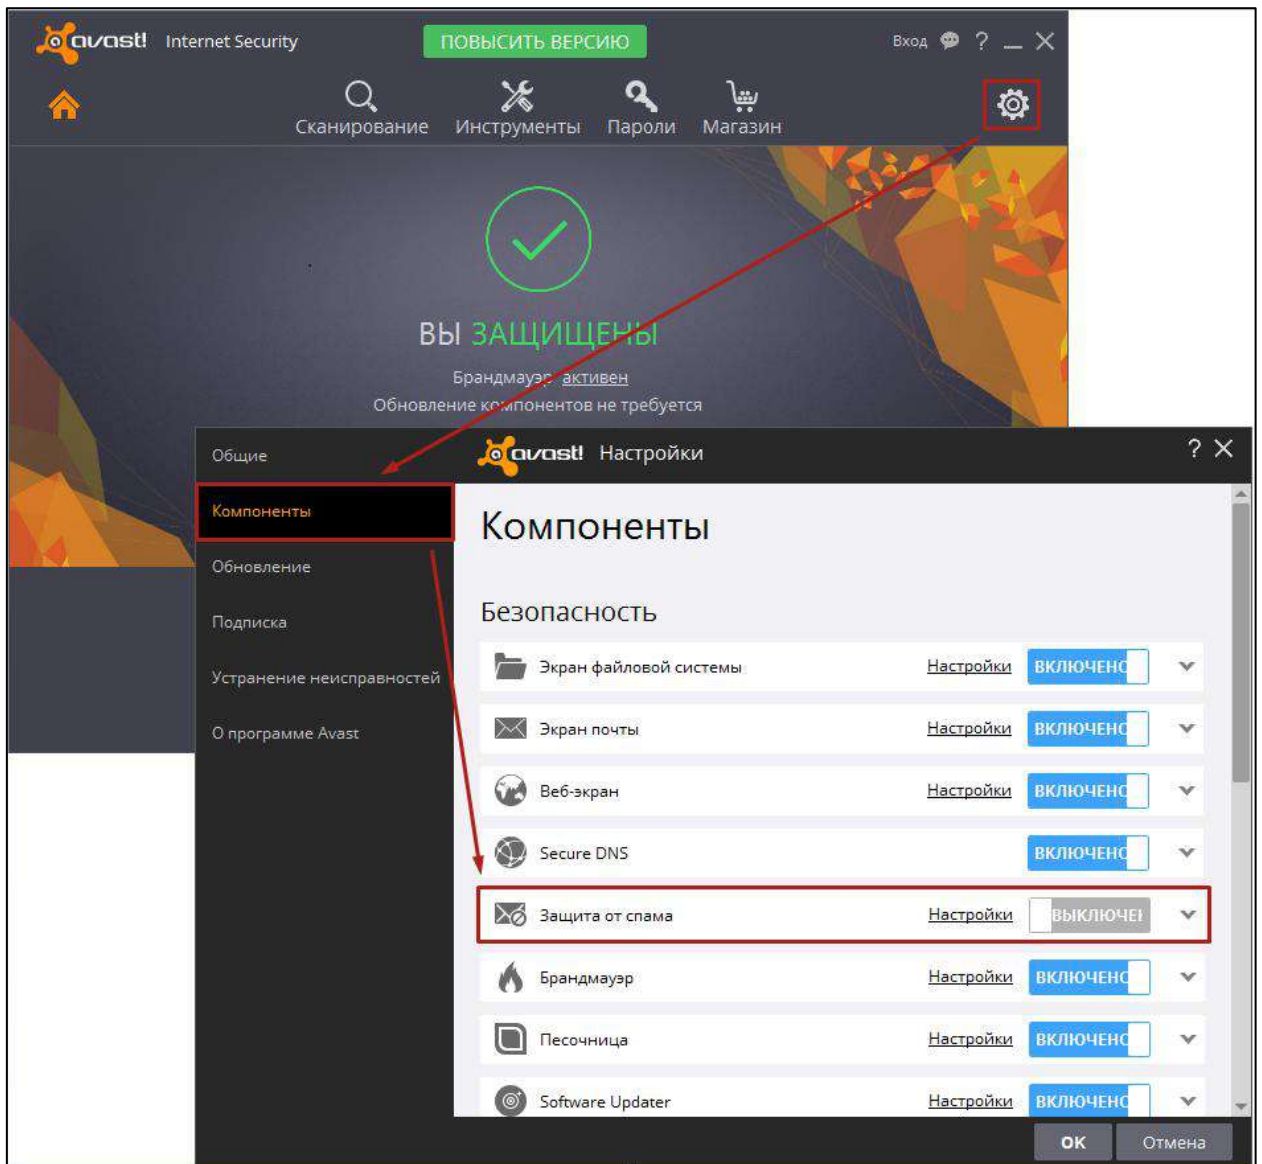 avast! Internet Security ПОВЫСИТЬ ВЕРСИЮ Вход ?
Сканирование Инструменты Пароли Магазин
ВЫ ЗАЩИЩЕНЫ
Брандмауэр активен
Обновление компонентов не требуется
Общие
Компоненты
Обновление
Подписка
Устранение неисправностей
О программе Avast
avast! Настройки ?
Компоненты
Безопасность
Экран файловой системы Настройки ВКЛЮЧЕНО
Экран почты Настройки ВКЛЮЧЕНО
Веб-экран Настройки ВКЛЮЧЕНО
Secure DNS ВКЛЮЧЕНО
Защита от спама Настройки ВЫКЛЮЧЕН
Брандмауэр Настройки ВКЛЮЧЕНО
Песочница Настройки ВКЛЮЧЕНО
Software Updater Настройки ВКЛЮЧЕНО
ОК Отмена